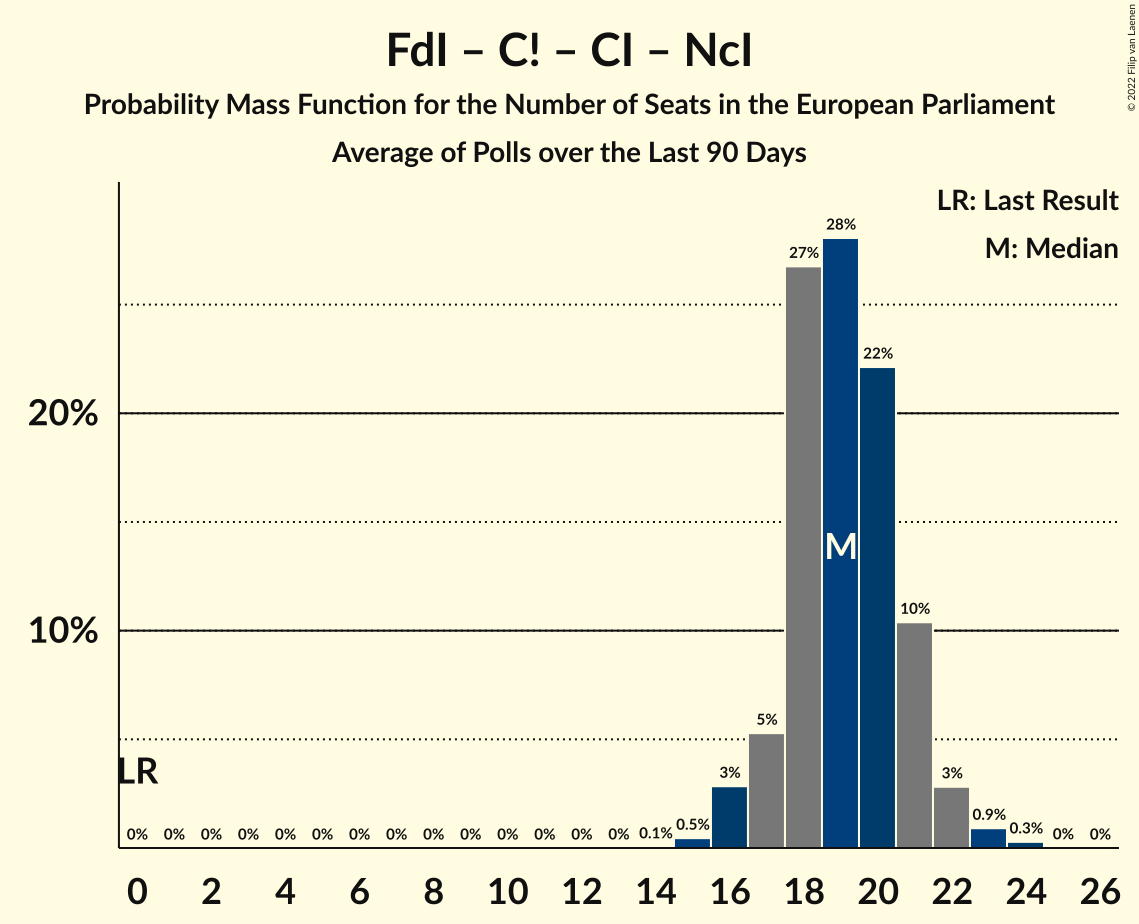 FdI – C! – CI – NcI
Probability Mass Function for the Number of Seats in the European Parliament
Average of Polls over the Last 90 Days
© 2022 Filip van Laenen
LR: Last Result
M: Median
20%
10%
LR
M
0% 0% 0% 0% 0% 0% 0% 0% 0% 0% 0% 0% 0% 0% 0.1% 0.5% 3% 5% 27% 28% 22% 10% 3% 0.9% 0.3% 0% 0%
0 2 4 6 8 10 12 14 16 18 20 22 24 26